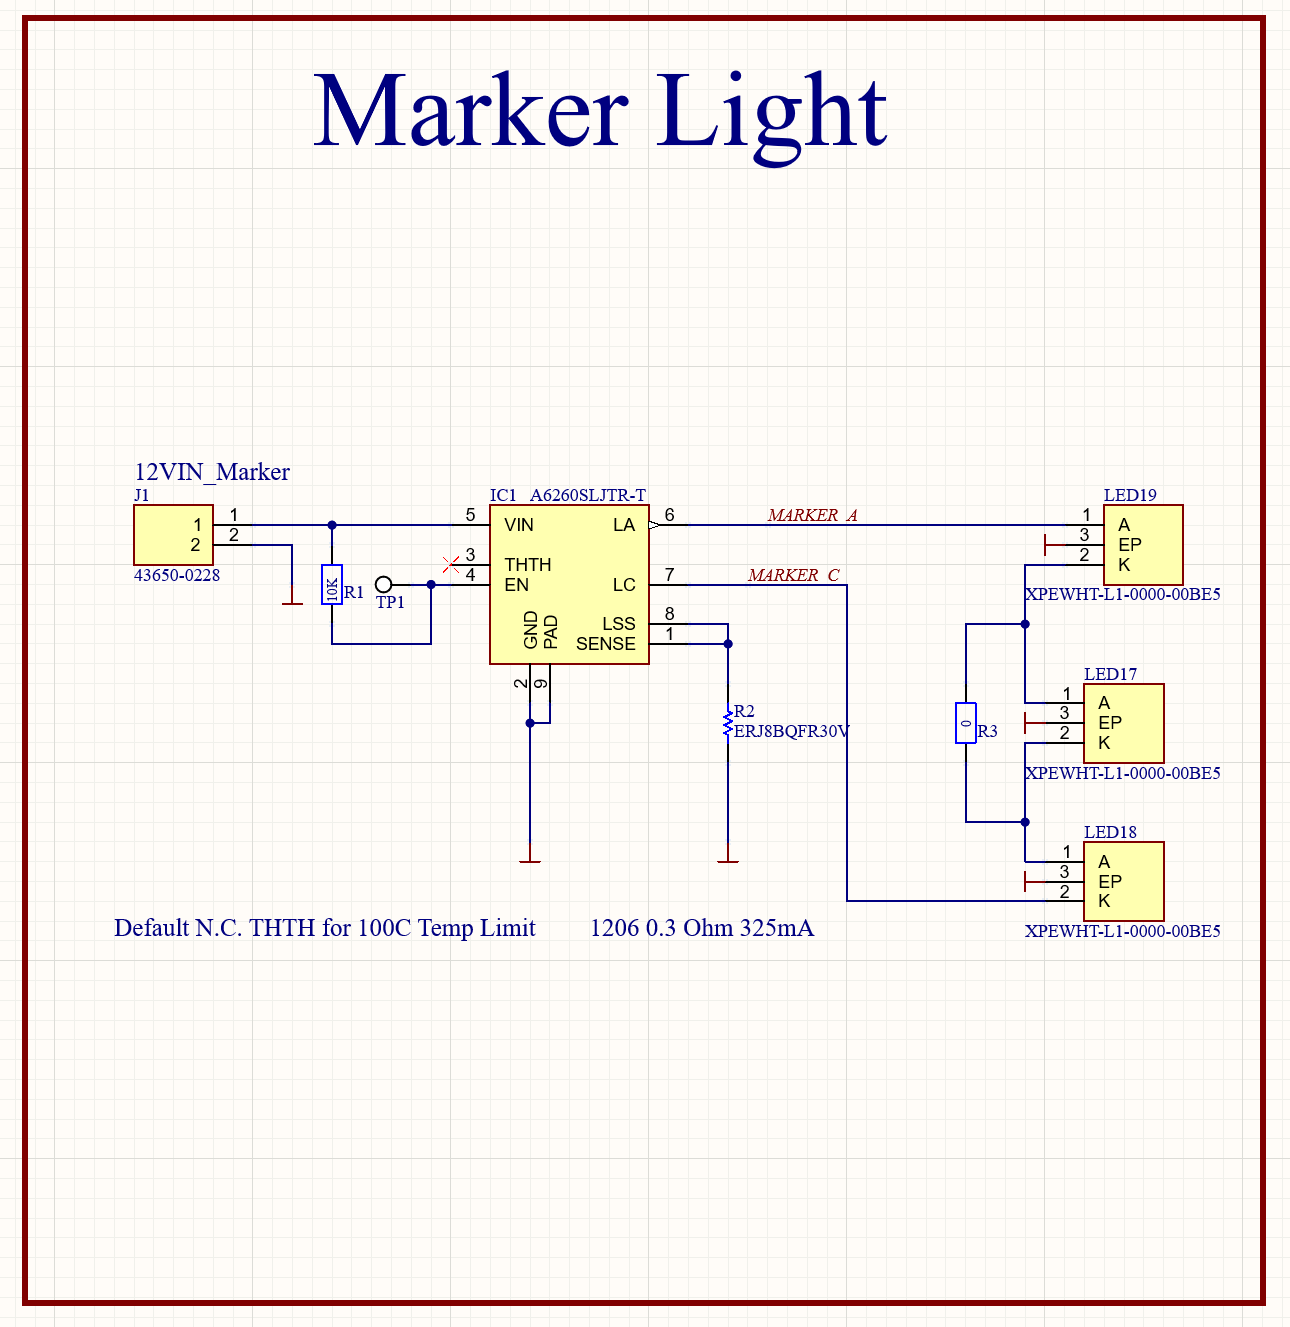 Marker Light
12VIN_Marker
J1
1
2
1
2
43650-0228
10K
R1
TP1
IC1 A6260SLJTR-T
5 VIN
3 THTH
4 EN
LA 6
LC 7
LSS 8
SENSE 1
GND
PAD
2
9
MARKER A
MARKER C
R2
ERJ8BQFR30V
0
R3
LED19
1 A
3 EP
2 K
XPEWHT-L1-0000-00BE5
LED17
1 A
3 EP
2 K
XPEWHT-L1-0000-00BE5
LED18
1 A
3 EP
2 K
XPEWHT-L1-0000-00BE5
Default N.C. THTH for 100C Temp Limit
1206 0.3 Ohm 325mA